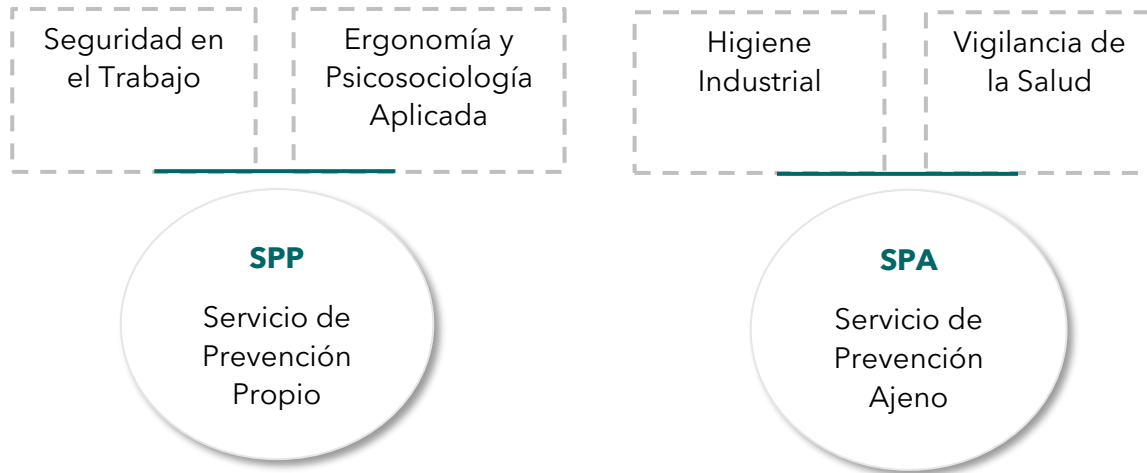 Seguridad en
el Trabajo
Ergonomía y
Psicosociología
Aplicada
Higiene
Industrial
Vigilancia de
la Salud
SPP
Servicio de
Prevención
Propio
SPA
Servicio de
Prevención
Ajeno